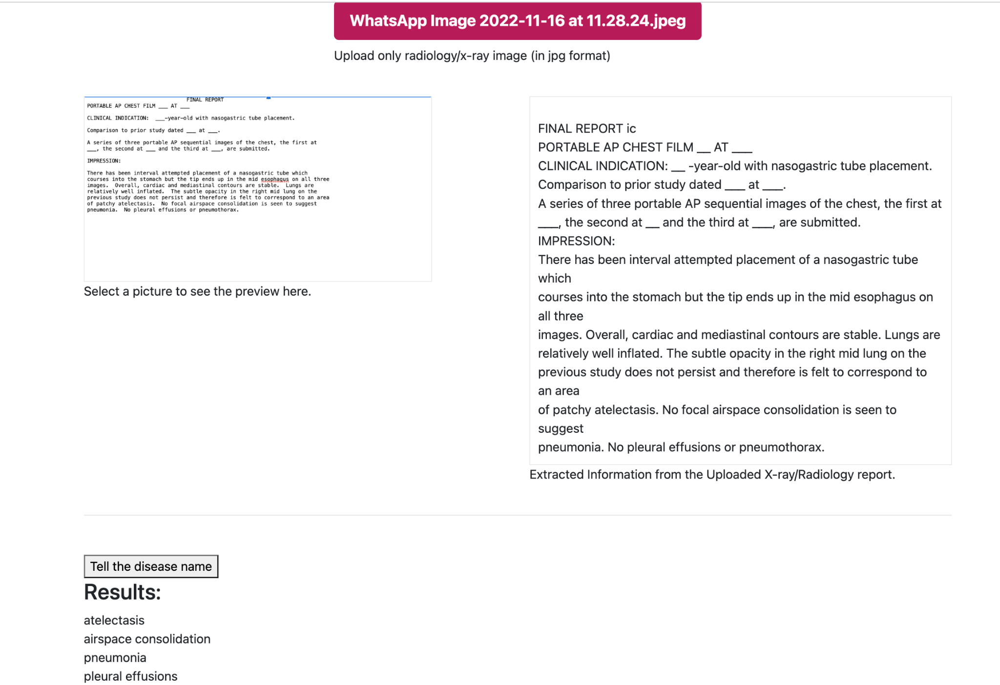 WhatsApp Image 2022-11-16 at 11.28.24.jpeg
Upload only radiology/x-ray image (in jpg format)
FINAL REPORT
PORTABLE AP CHEST FILM ___ AT ___
CLINICAL INDICATION:  ___-year-old with nasogastric tube placement.
Comparison to prior study dated ___ at ___.
A series of three portable AP sequential images of the chest, the first at
___, the second at ___ and the third at ___, are submitted.
IMPRESSION:
There has been interval attempted placement of a nasogastric tube which
courses into the stomach but the tip ends up in the mid esophagus on all three
images.  Overall, cardiac and mediastinal contours are stable.  Lungs are
relatively well inflated.  The subtle opacity in the right mid lung on the
previous study does not persist and therefore is felt to correspond to an area
of patchy atelectasis.  No focal airspace consolidation is seen to suggest
pneumonia.  No pleural effusions or pneumothorax.
Select a picture to see the preview here.
FINAL REPORT ic
PORTABLE AP CHEST FILM __ AT ___
CLINICAL INDICATION: __ -year-old with nasogastric tube placement.
Comparison to prior study dated ___ at ___.
A series of three portable AP sequential images of the chest, the first at
___, the second at __ and the third at ___, are submitted.
IMPRESSION:
There has been interval attempted placement of a nasogastric tube
which
courses into the stomach but the tip ends up in the mid esophagus on
all three
images. Overall, cardiac and mediastinal contours are stable. Lungs are
relatively well inflated. The subtle opacity in the right mid lung on the
previous study does not persist and therefore is felt to correspond to
an area
of patchy atelectasis. No focal airspace consolidation is seen to
suggest
pneumonia. No pleural effusions or pneumothorax.
Extracted Information from the Uploaded X-ray/Radiology report.
Tell the disease name
Results:
atelectasis
airspace consolidation
pneumonia
pleural effusions